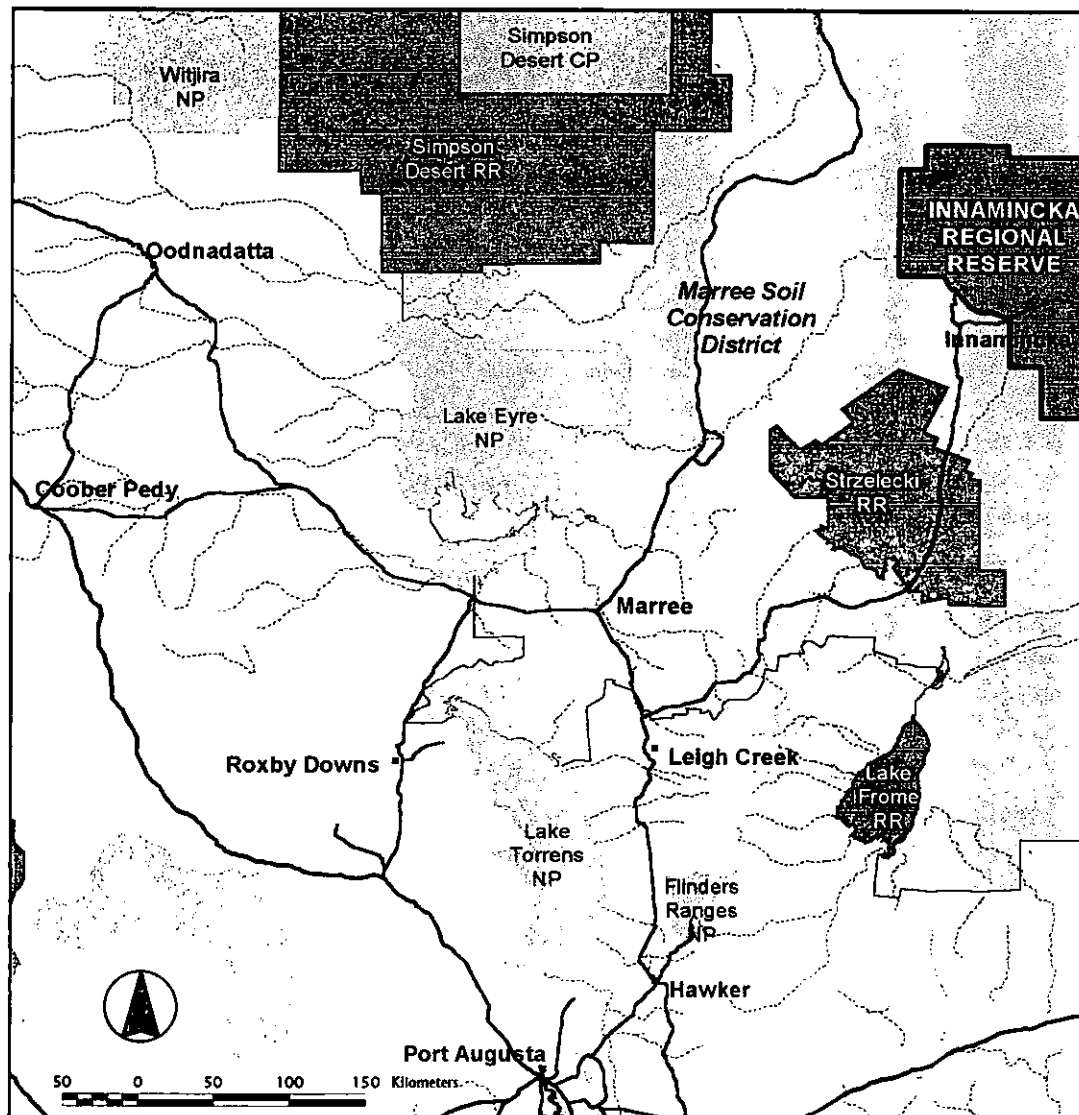 Simpson
Desert CP
Witjira
NP
Simpson
Desert RR
INNAMINCKA
REGIONAL
RESERVE
Oodnadatta
Marree Soil
Conservation
District
Innamincka
Lake Eyre
NP
Coober Pedy
Strzelecki
RR
Marree
Roxby Downs
Leigh Creek
Lake
Frome
RR
Lake
Torrens
NP
Flinders
Ranges
NP
Hawker
Port Augusta
50 0 50 100 150 Kilometers